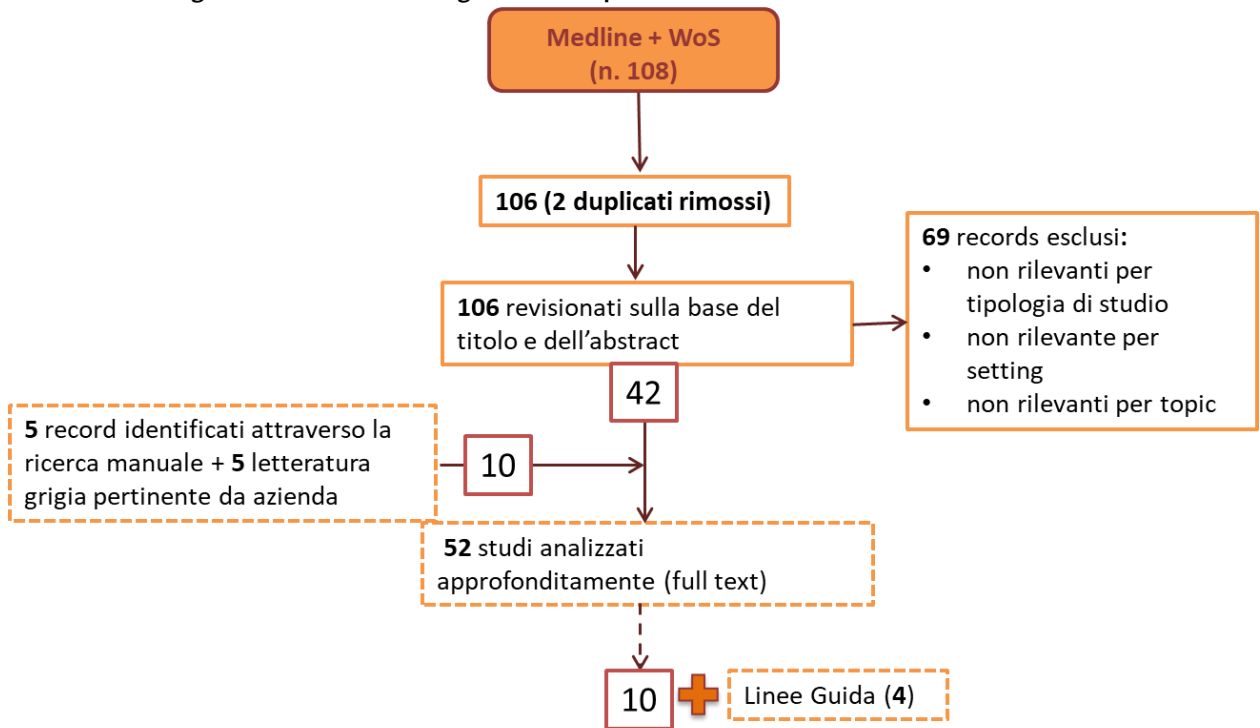 Medline + WoS
(n. 108)
106 (2 duplicati rimossi)
69 records esclusi:
• non rilevanti per
tipologia di studio
• non rilevante per
setting
• non rilevanti per topic
106 revisionati sulla base del
titolo e dell’abstract
42
5 record identificati attraverso la
ricerca manuale + 5 letteratura
grigia pertinente da azienda
10
52 studi analizzati
approfonditamente (full text)
10
Linee Guida (4)